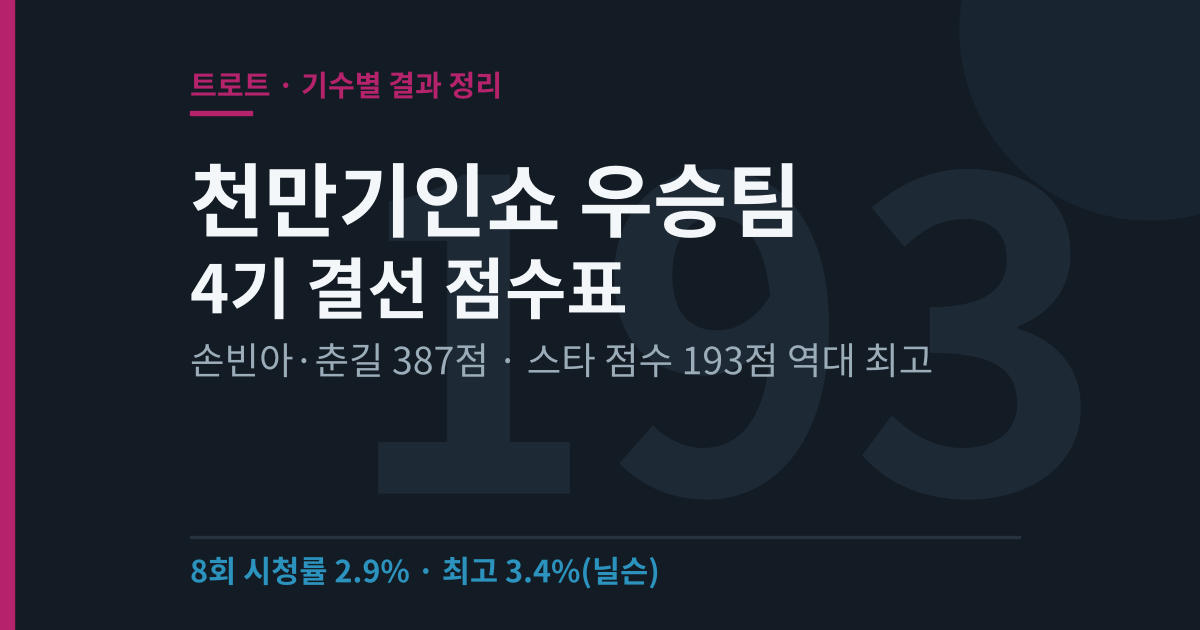 트로트 · 기수별 결과 정리
천만기인쇼 우승팀
4기 결선 점수표
손빈아·춘길 387점 · 스타 점수 193점 역대 최고
193
8회 시청률 2.9% · 최고 3.4%(닐슨)